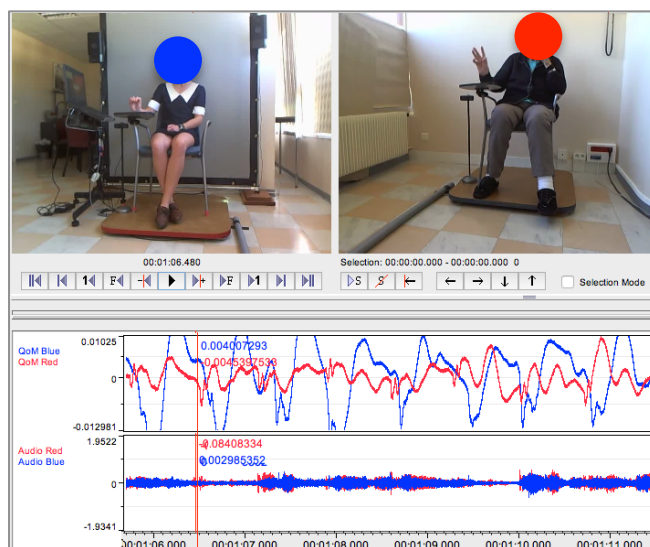 00:01:06.480
Selection: 00:00:00.000 - 00:00:00.000 0
1 F + F 1 S S
Selection Mode
0.01025
QoM Blue
QoM Red
0.004007293
-0.004539753
0
-0.012981
1.9522
Audio Red
Audio Blue
-0.08408334
0.002985352
0
-1.9341
00:01:06.000 00:01:07.000 00:01:08.000 00:01:09.000 00:01:10.000 00:01:11.000